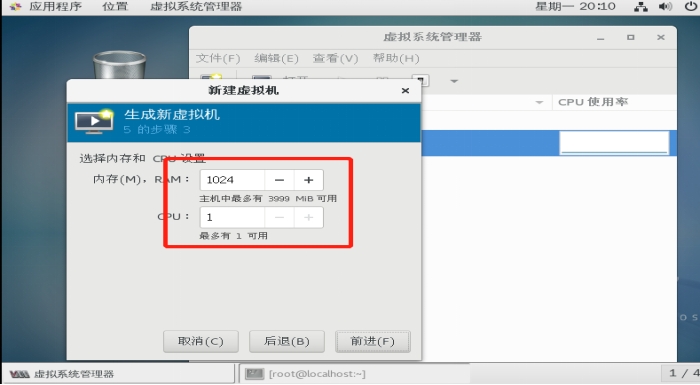 应用程序 位置 虚拟系统管理器 星期一 20:10
虚拟系统管理器
文件(F) 编辑(E) 查看(V) 帮助(H)
新建虚拟机
CPU 使用率
生成新虚拟机
5 的步骤 3
选择内存和 CPU 设置
内存(M), RAM： 1024
主机中最多有 3999 MiB 可用
CPU： 1
最多有 1 可用
取消(C) 后退(B) 前进(F)
虚拟系统管理器 [root@localhost:~] 1 / 4